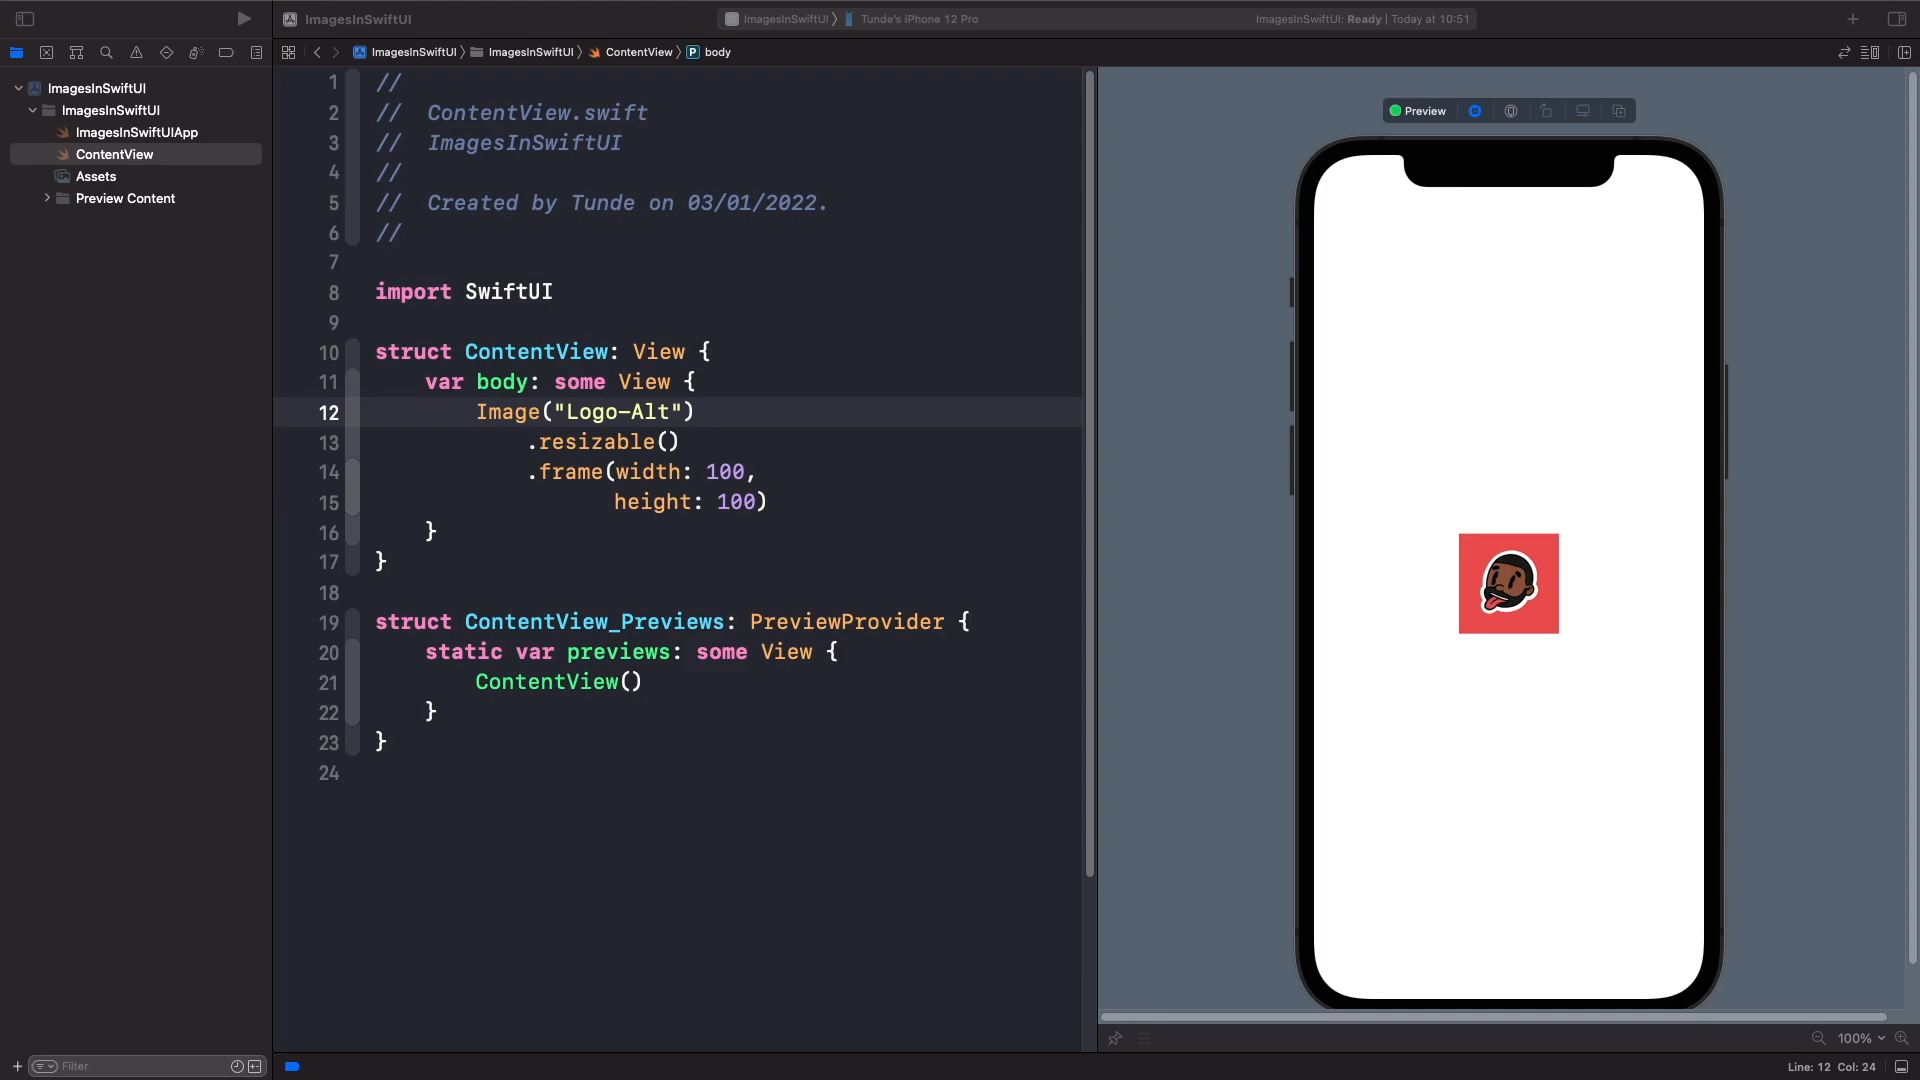 ImagesInSwiftUI
ImagesInSwiftUI
Tunde's iPhone 12 Pro
ImagesInSwiftUI: Ready | Today at 10:51
ImagesInSwiftUI
ImagesInSwiftUI
ContentView
P body
ImagesInSwiftUI
ImagesInSwiftUI
ImagesInSwiftUIApp
ContentView
Assets
Preview Content
1 //
2 //  ContentView.swift
3 //  ImagesInSwiftUI
4 //
5 //  Created by Tunde on 03/01/2022.
6 //
7
8 import SwiftUI
9
10 struct ContentView: View {
11     var body: some View {
12         Image("Logo-Alt")
13             .resizable()
14             .frame(width: 100,
15                    height: 100)
16     }
17 }
18
19 struct ContentView_Previews: PreviewProvider {
20     static var previews: some View {
21         ContentView()
22     }
23 }
24
Preview
100%
Filter
Line: 12 Col: 24